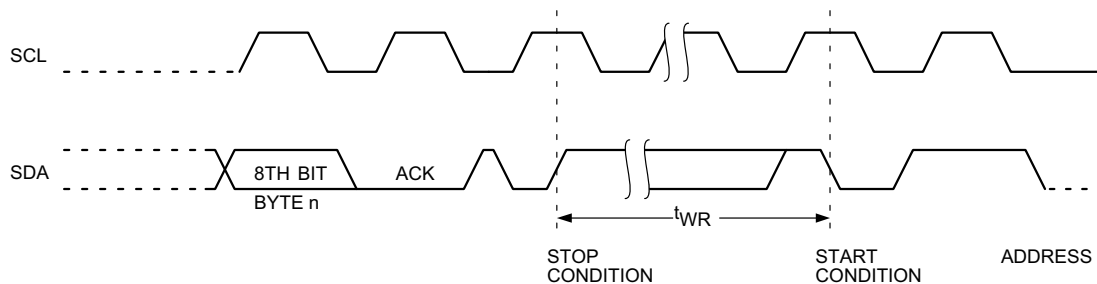 SCL
SDA
8TH BIT
ACK
BYTE n
tWR
STOP
CONDITION
START
CONDITION
ADDRESS